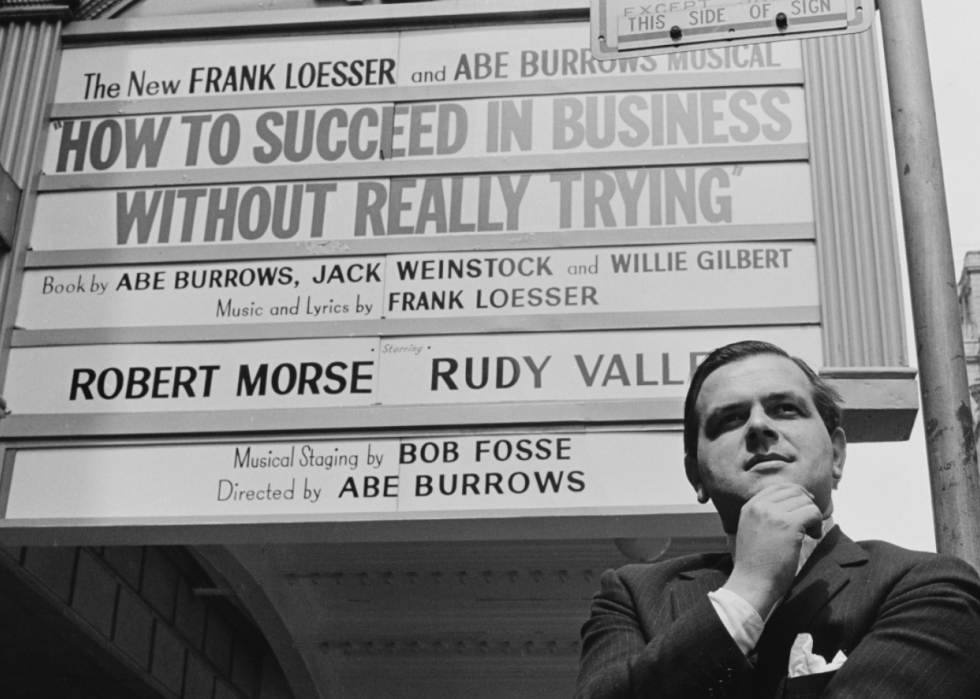 EXCEPT
THIS SIDE OF SIGN
The New FRANK LOESSER and ABE BURROWS MUSICAL
"HOW TO SUCCEED IN BUSINESS
WITHOUT REALLY TRYING"
Book by ABE BURROWS, JACK WEINSTOCK and WILLIE GILBERT
Music and Lyrics by FRANK LOESSER
• Starring •
ROBERT MORSE RUDY VALLE
Musical Staging by BOB FOSSE
Directed by ABE BURROWS